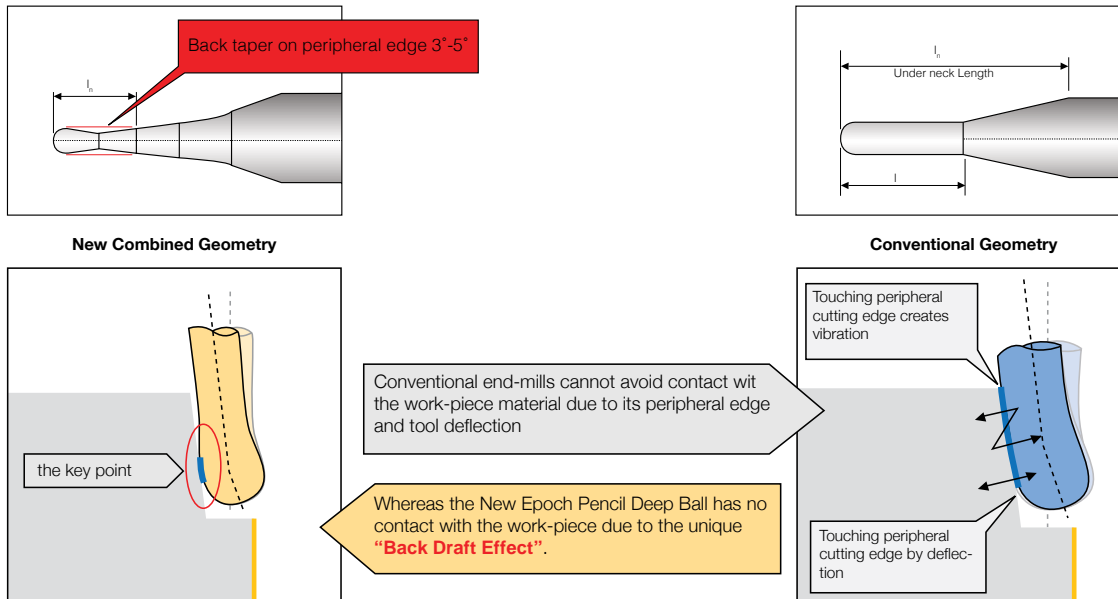 Back taper on peripheral edge 3˚-5˚
lₙ
New Combined Geometry
lₙ
Under neck Length
l
Conventional Geometry
the key point
Conventional end-mills cannot avoid contact wit
the work-piece material due to its peripheral edge
and tool deflection
Whereas the New Epoch Pencil Deep Ball has no
contact with the work-piece due to the unique
“Back Draft Effect”.
Touching peripheral
cutting edge creates
vibration
Touching peripheral
cutting edge by deflec-
tion